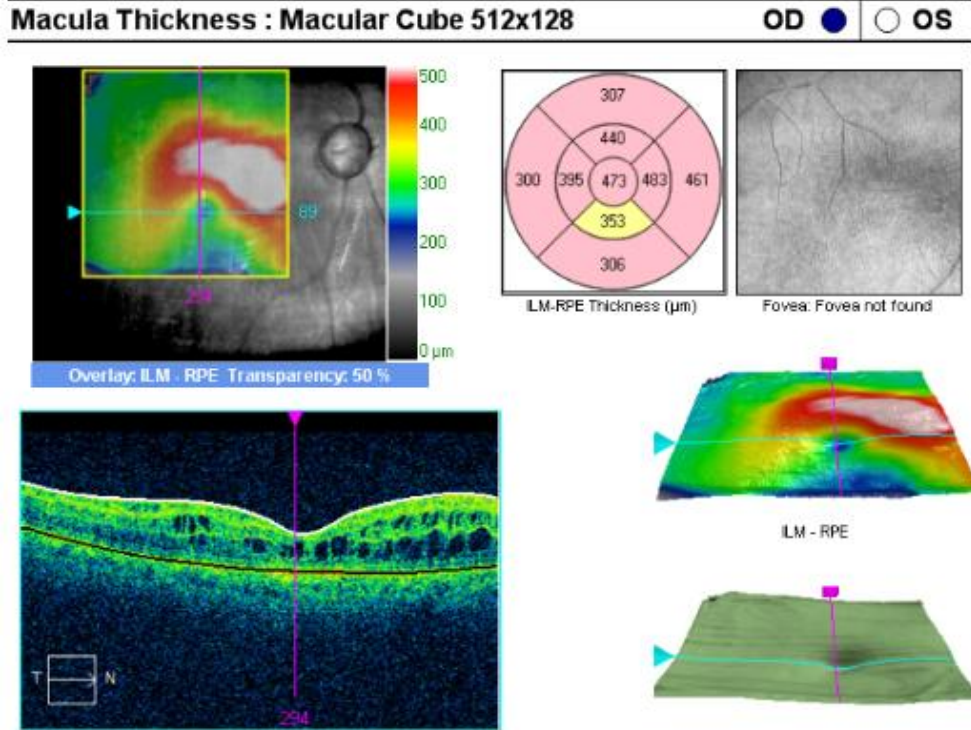 Macula Thickness : Macular Cube 512x128
OD
OS
500
400
300
200
100
0 µm
89
Overlay: ILM - RPE Transparency: 50 %
307
440
300
395
473
483
461
353
306
ILM-RPE Thickness (µm)
Fovea: Fovea not found
T
N
294
ILM - RPE